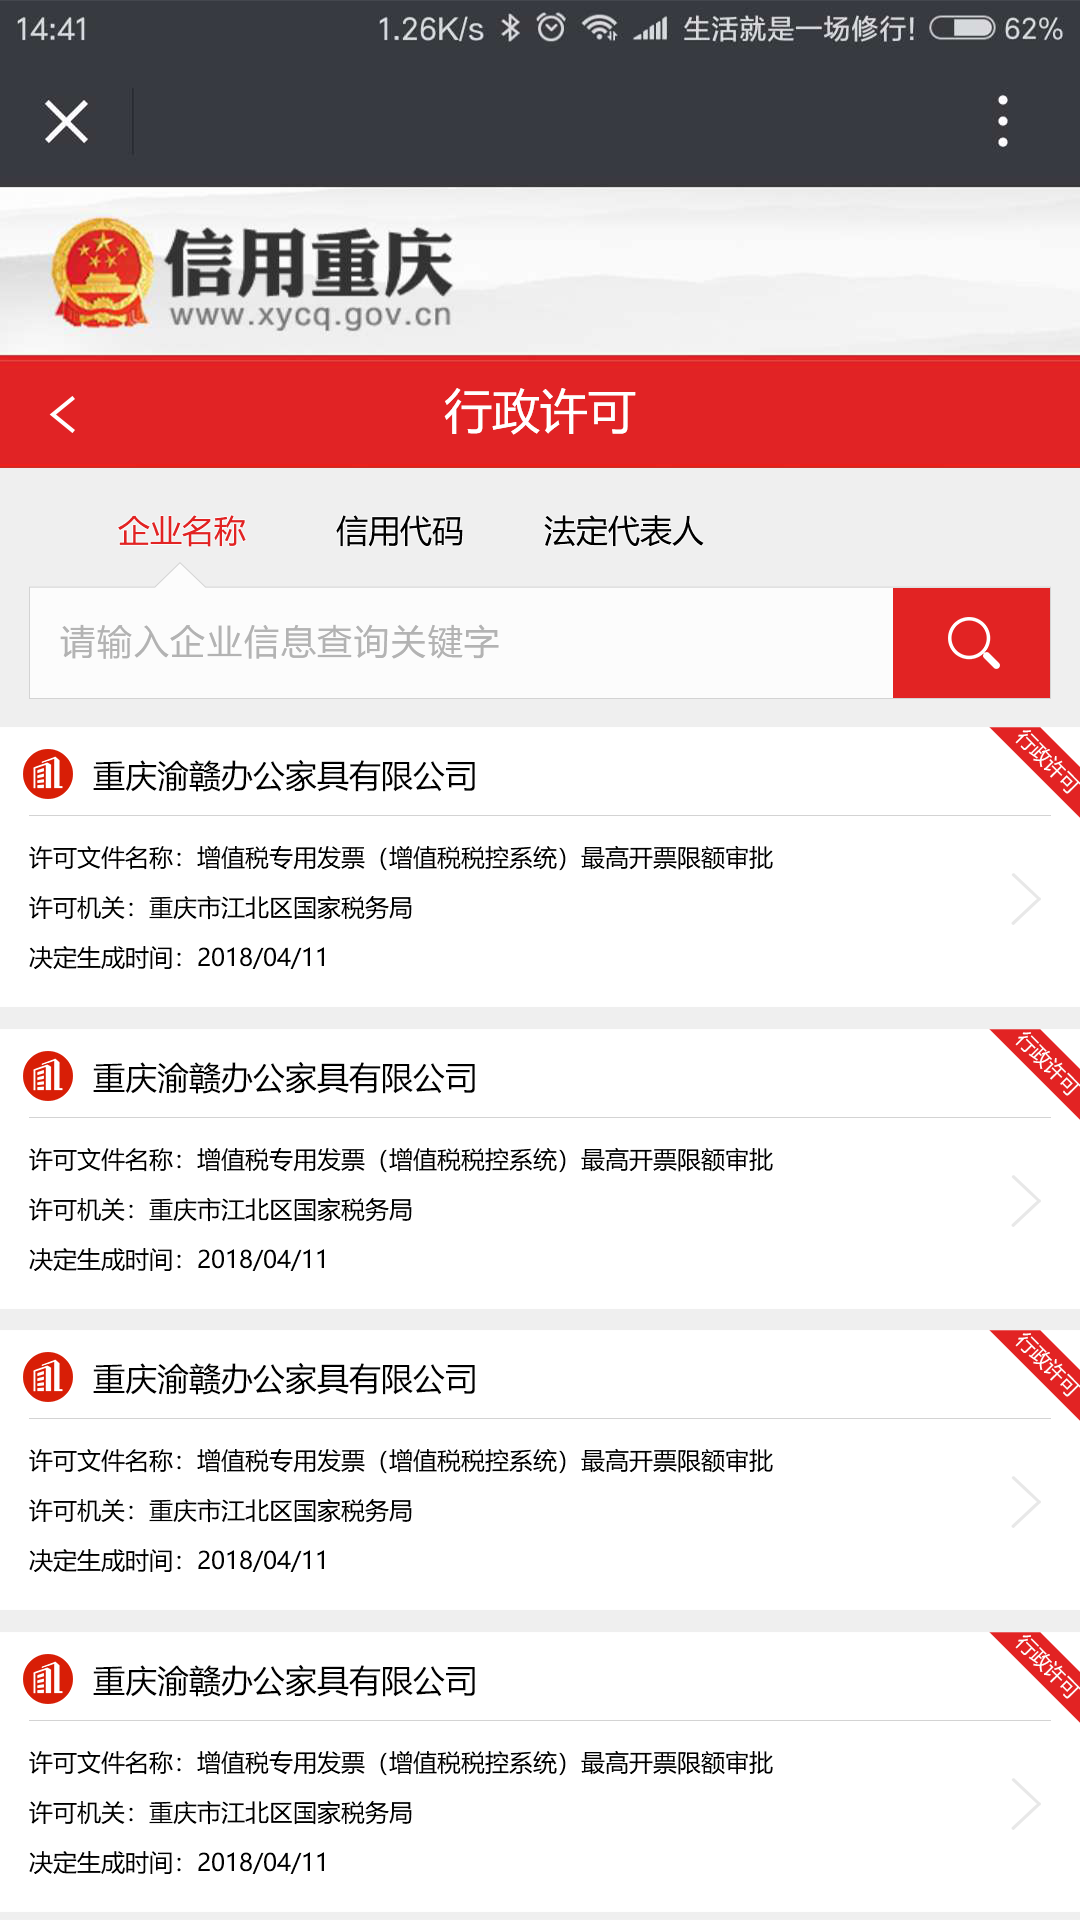 14:41 1.26K/s 生活就是一场修行! 62%
信用重庆
www.xycq.gov.cn
行政许可
企业名称 信用代码 法定代表人
请输入企业信息查询关键字
重庆渝赣办公家具有限公司 行政许可
许可文件名称：增值税专用发票（增值税税控系统）最高开票限额审批
许可机关：重庆市江北区国家税务局
决定生成时间：2018/04/11
重庆渝赣办公家具有限公司 行政许可
许可文件名称：增值税专用发票（增值税税控系统）最高开票限额审批
许可机关：重庆市江北区国家税务局
决定生成时间：2018/04/11
重庆渝赣办公家具有限公司 行政许可
许可文件名称：增值税专用发票（增值税税控系统）最高开票限额审批
许可机关：重庆市江北区国家税务局
决定生成时间：2018/04/11
重庆渝赣办公家具有限公司 行政许可
许可文件名称：增值税专用发票（增值税税控系统）最高开票限额审批
许可机关：重庆市江北区国家税务局
决定生成时间：2018/04/11